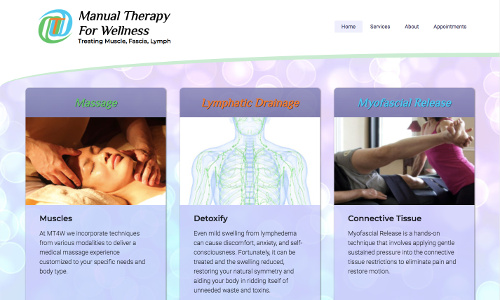 Manual Therapy
For Wellness
Treating Muscle, Fascia, Lymph
Home Services About Appointments
Massage
Lymphatic Drainage
Myofascial Release
Muscles
At MT4W we incorporate techniques
from various modalities to deliver a
medical massage experience
customized to your specific needs and
body type.
Detoxify
Even mild swelling from lymphedema
can cause discomfort, anxiety, and self-
consciousness. Fortunately, it can be
treated and the swelling reduced,
restoring your natural symmetry and
aiding your body in ridding itself of
unneeded waste and toxins.
Connective Tissue
Myofascial Release is a hands-on
technique that involves applying gentle
sustained pressure into the connective
tissue restrictions to eliminate pain and
restore motion.